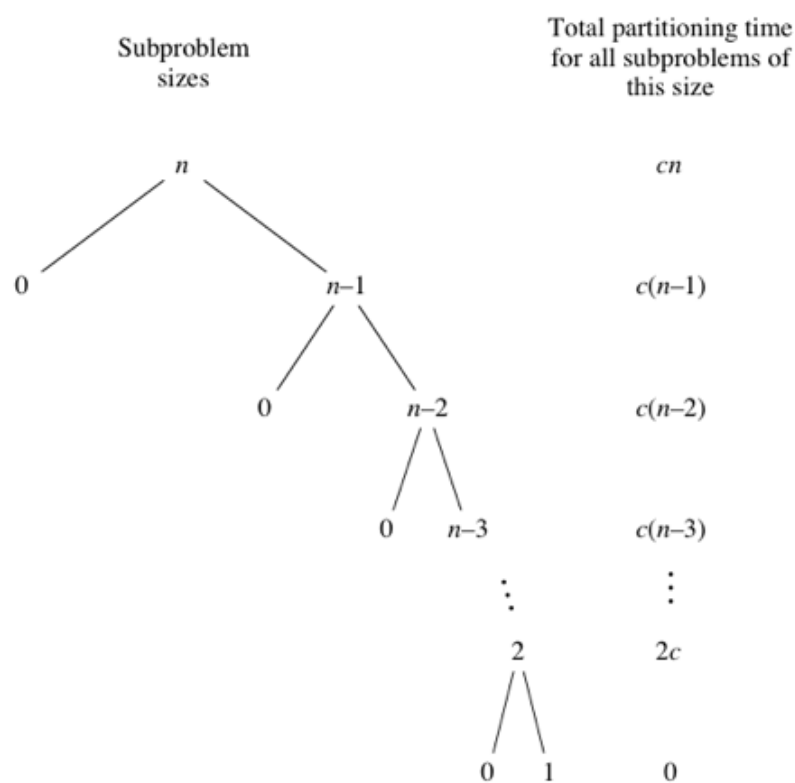 Subproblem
sizes
Total partitioning time
for all subproblems of
this size
n cn
0 n–1 c(n–1)
0 n–2 c(n–2)
0 n–3 c(n–3)
⋱ ⋮
2 2c
0 1 0